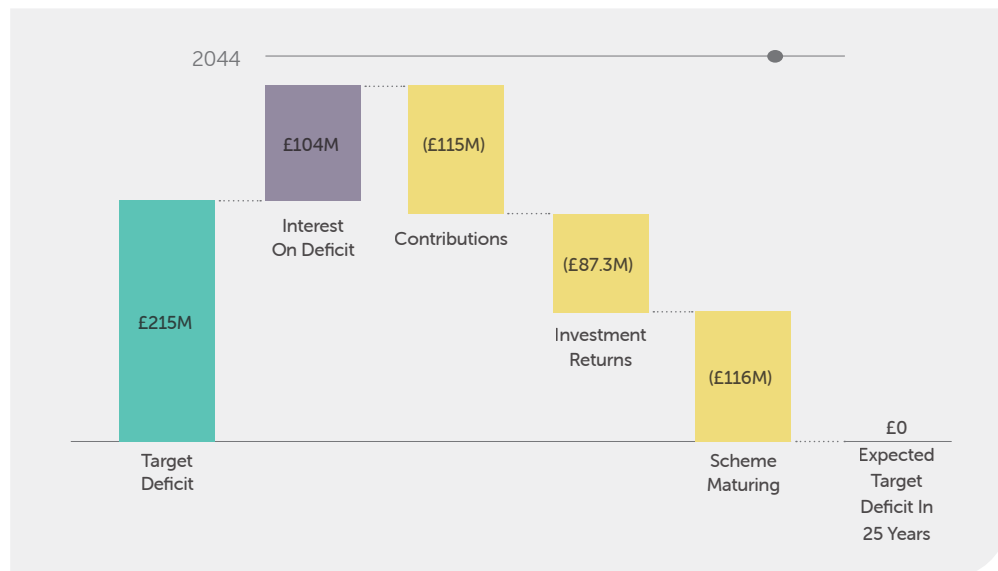 2044
£104M
(£115M)
Interest
On Deficit
Contributions
(£87.3M)
£215M
Investment
Returns
(£116M)
£0
Target
Deficit
Scheme
Maturing
Expected
Target
Deficit In
25 Years